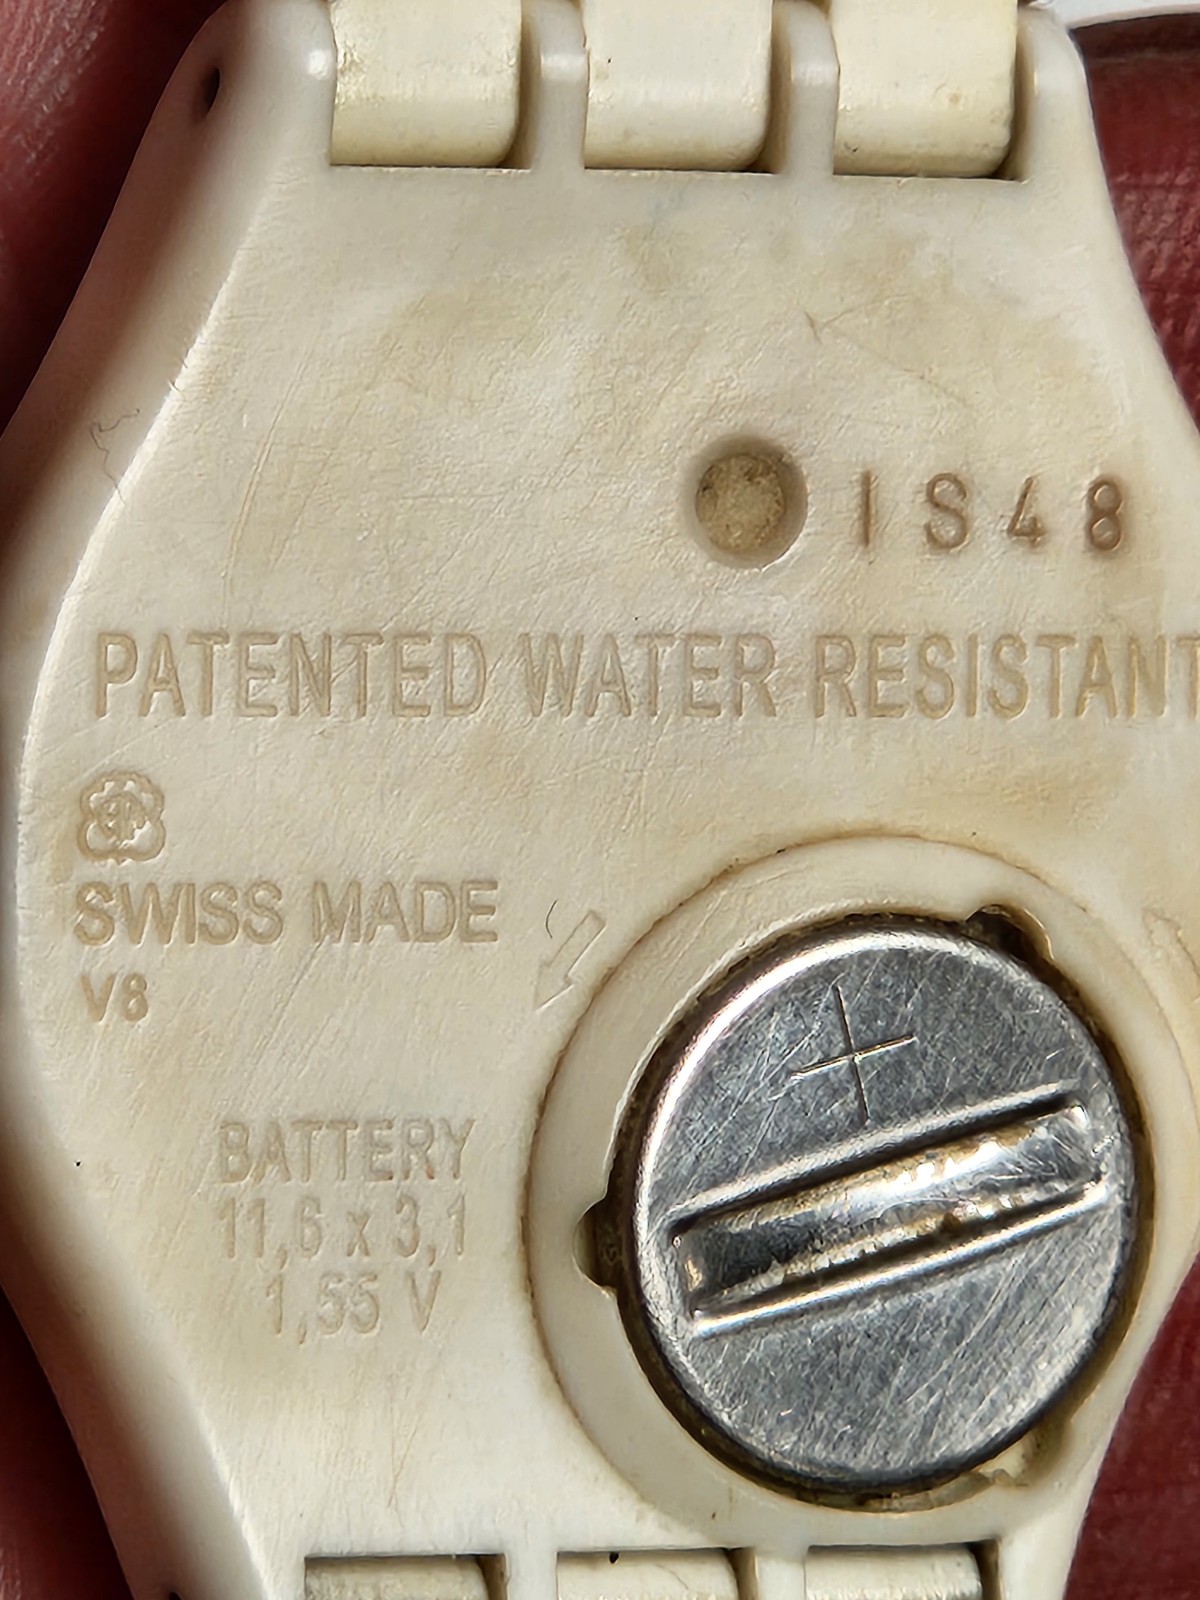 IS48
PATENTED WATER RESISTANT
SWISS MADE
V8
BATTERY
11,6 x 3,1
1,55 V
+